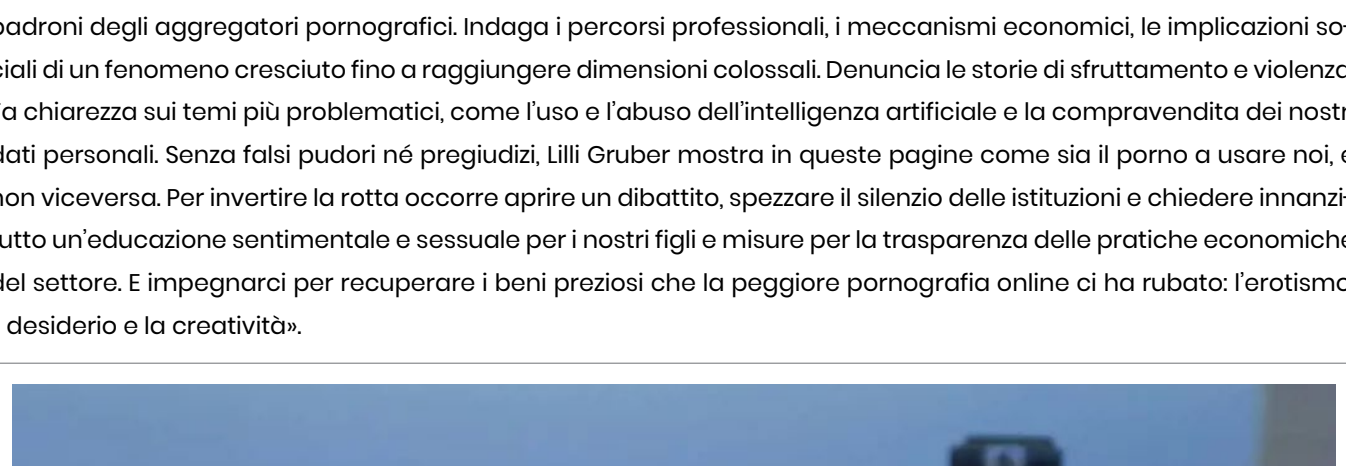 padroni degli aggregatori pornografici. Indaga i percorsi professionali, i meccanismi economici, le implicazioni so-
ciali di un fenomeno cresciuto fino a raggiungere dimensioni colossali. Denuncia le storie di sfruttamento e violenza
fa chiarezza sui temi più problematici, come l'uso e l'abuso dell'intelligenza artificiale e la compravendita dei nostr
dati personali. Senza falsi pudori né pregiudizi, Lilli Gruber mostra in queste pagine come sia il porno a usare noi, e
non viceversa. Per invertire la rotta occorre aprire un dibattito, spezzare il silenzio delle istituzioni e chiedere innanzi-
tutto un'educazione sentimentale e sessuale per i nostri figli e misure per la trasparenza delle pratiche economiche
del settore. E impegnarci per recuperare i beni preziosi che la peggiore pornografia online ci ha rubato: l'erotismo
desiderio e la creatività».